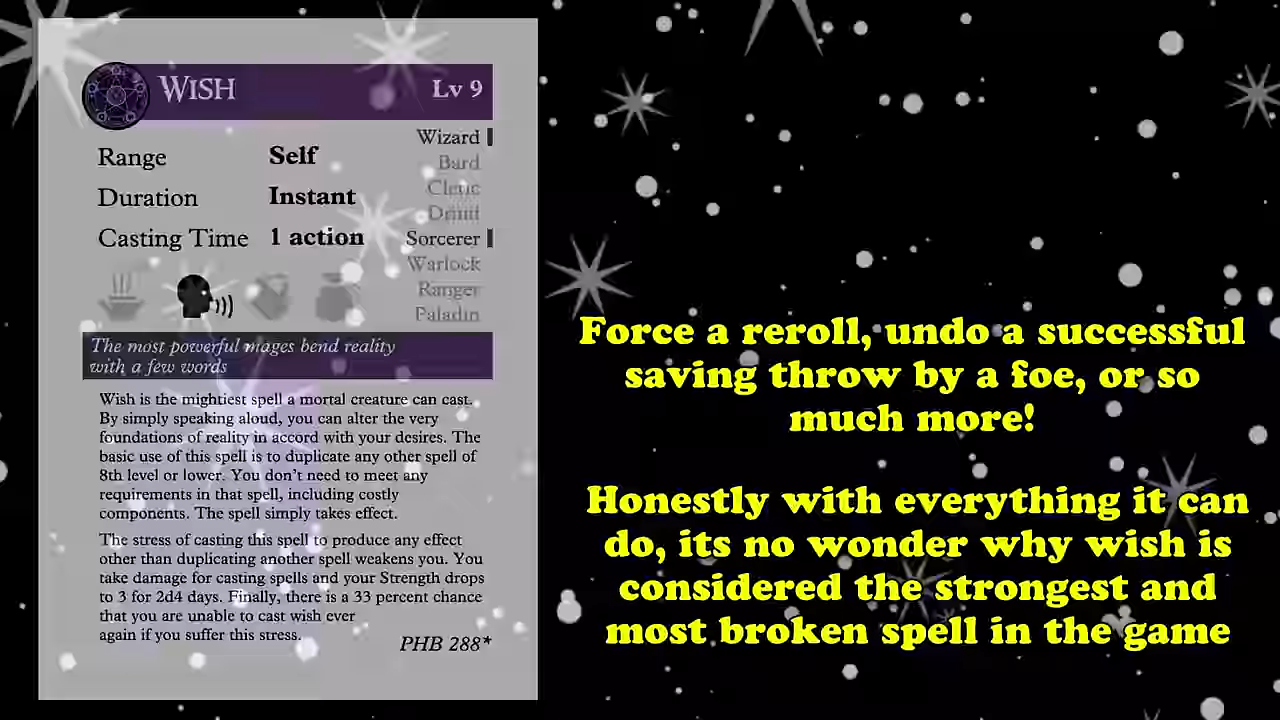 WISH Lv 9
Range Self
Duration Instant
Casting Time 1 action
Wizard
Bard
Cleric
Druid
Sorcerer
Warlock
Ranger
Paladin
The most powerful mages bend reality
with a few words
Wish is the mightiest spell a mortal creature can cast.
By simply speaking aloud, you can alter the very
foundations of reality in accord with your desires. The
basic use of this spell is to duplicate any other spell of
8th level or lower. You don't need to meet any
requirements in that spell, including costly
components. The spell simply takes effect.
The stress of casting this spell to produce any effect
other than duplicating another spell weakens you. You
take damage for casting spells and your Strength drops
to 3 for 2d4 days. Finally, there is a 33 percent chance
that you are unable to cast wish ever
again if you suffer this stress.
PHB 288*
Force a reroll, undo a successful
saving throw by a foe, or so
much more!
Honestly with everything it can
do, its no wonder why wish is
considered the strongest and
most broken spell in the game